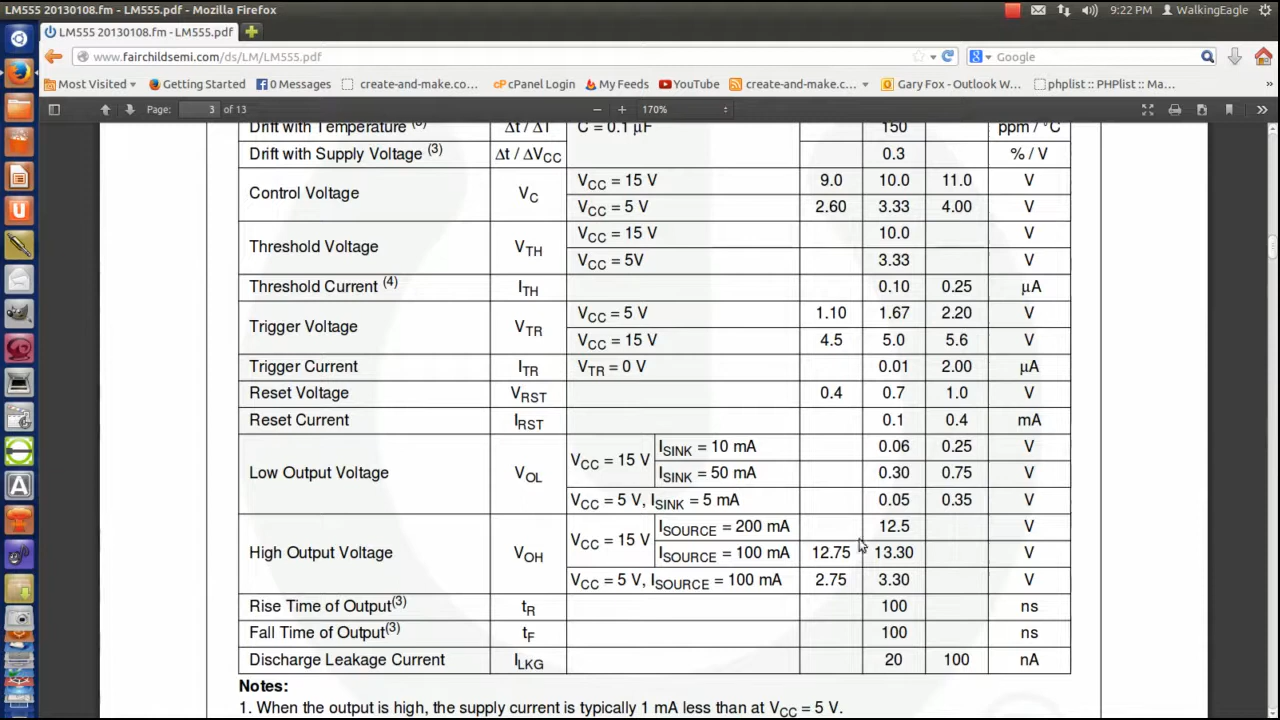 LM555 20130108.fm - LM555.pdf - Mozilla Firefox
9:22 PM WalkingEagle
LM555 20130108.fm - LM555.pdf
www.fairchildsemi.com/ds/LM/LM555.pdf
Google
Most Visited Getting Started 0 Messages create-and-make.co... cPanel Login My Feeds YouTube create-and-make.c... Gary Fox - Outlook W... phplist :: PHPlist :: Ma... »
Page: 3 of 13 170% »
Drift with Temperature (3) Δt / ΔT C = 0.1 μF 150 ppm / °C
Drift with Supply Voltage (3) Δt / ΔVCC 0.3 % / V
Control Voltage VC VCC = 15 V 9.0 10.0 11.0 V
VCC = 5 V 2.60 3.33 4.00 V
Threshold Voltage VTH VCC = 15 V 10.0 V
VCC = 5V 3.33 V
Threshold Current (4) ITH 0.10 0.25 μA
Trigger Voltage VTR VCC = 5 V 1.10 1.67 2.20 V
VCC = 15 V 4.5 5.0 5.6 V
Trigger Current ITR VTR = 0 V 0.01 2.00 μA
Reset Voltage VRST 0.4 0.7 1.0 V
Reset Current IRST 0.1 0.4 mA
Low Output Voltage VOL VCC = 15 V ISINK = 10 mA 0.06 0.25 V
ISINK = 50 mA 0.30 0.75 V
VCC = 5 V, ISINK = 5 mA 0.05 0.35 V
High Output Voltage VOH VCC = 15 V ISOURCE = 200 mA 12.5 V
ISOURCE = 100 mA 12.75 13.30 V
VCC = 5 V, ISOURCE = 100 mA 2.75 3.30 V
Rise Time of Output(3) tR 100 ns
Fall Time of Output(3) tF 100 ns
Discharge Leakage Current ILKG 20 100 nA
Notes:
1. When the output is high, the supply current is typically 1 mA less than at VCC = 5 V.